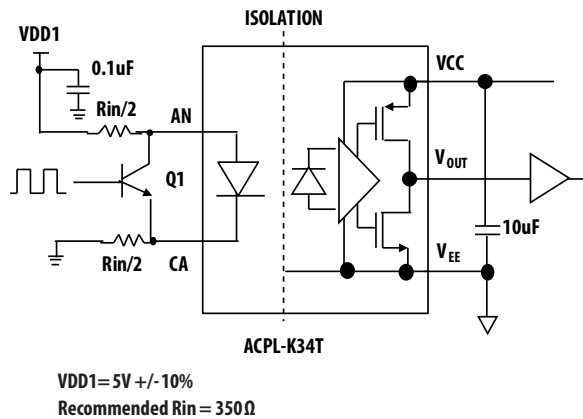 ISOLATION
VDD1
0.1uF
VCC
Rin/2
AN
Q1
VOUT
10uF
Rin/2
CA
VEE
ACPL-K34T
VDD1= 5V +/- 10%
Recommended Rin = 350Ω